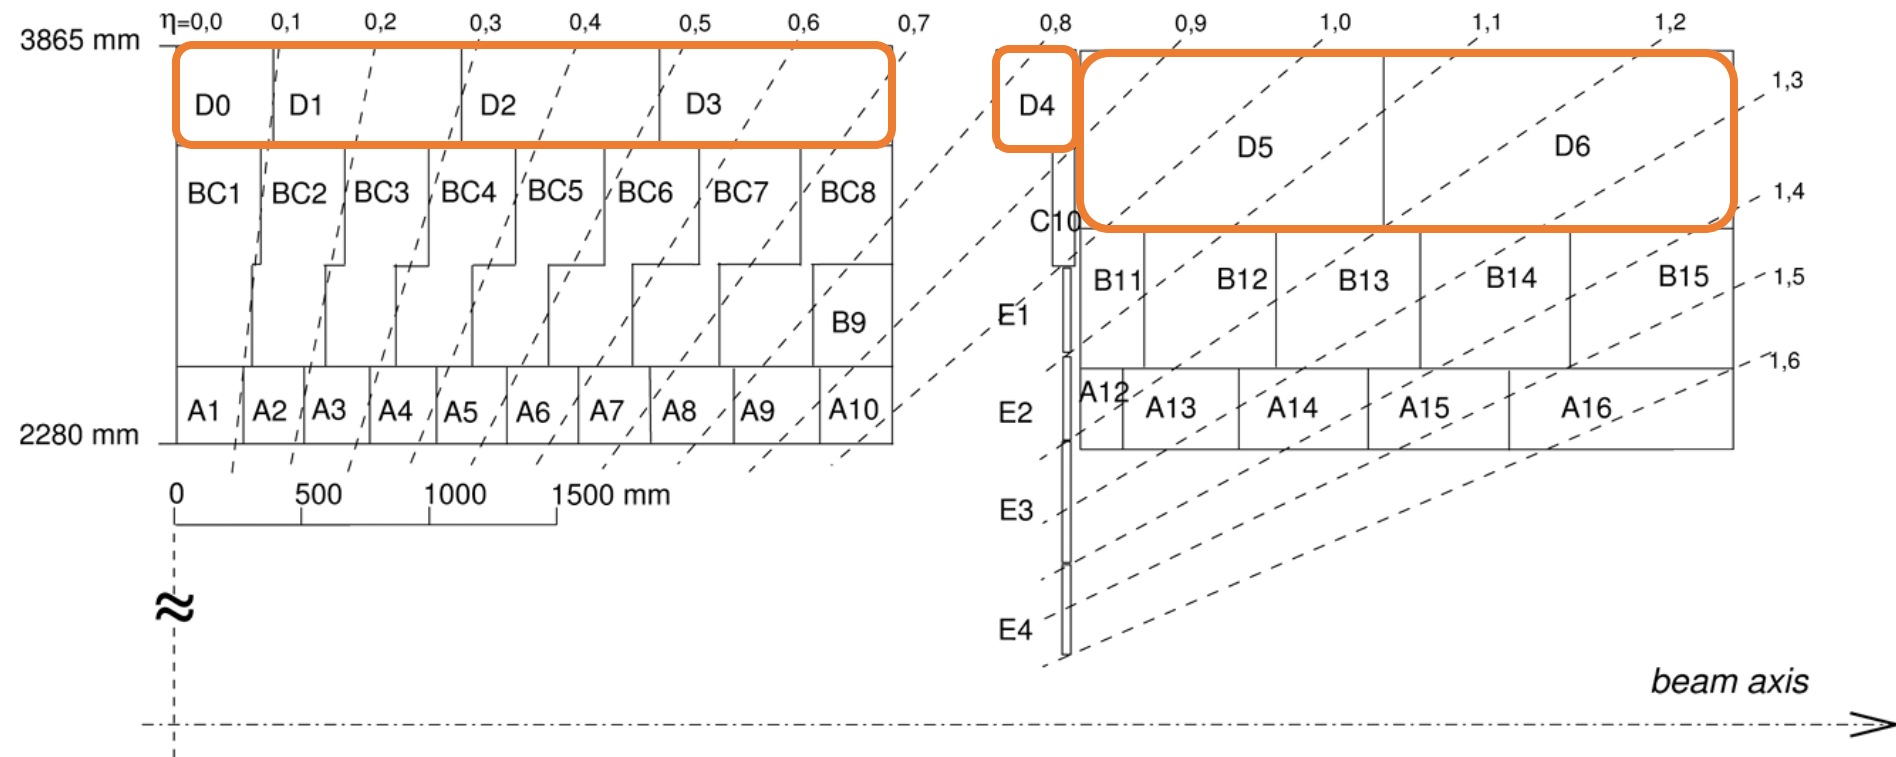 η=0,0 0,1 0,2 0,3 0,4 0,5 0,6 0,7 0,8 0,9 1,0 1,1 1,2
3865 mm
1,3
D0 D1 D2 D3 D4 D5 D6
1,4
BC1 BC2 BC3 BC4 BC5 BC6 BC7 BC8 C10
B11 B12 B13 B14 B15
1,5
B9 E1
1,6
A1 A2 A3 A4 A5 A6 A7 A8 A9 A10 E2 A12 A13 A14 A15 A16
2280 mm
0 500 1000 1500 mm
E3
E4
beam axis